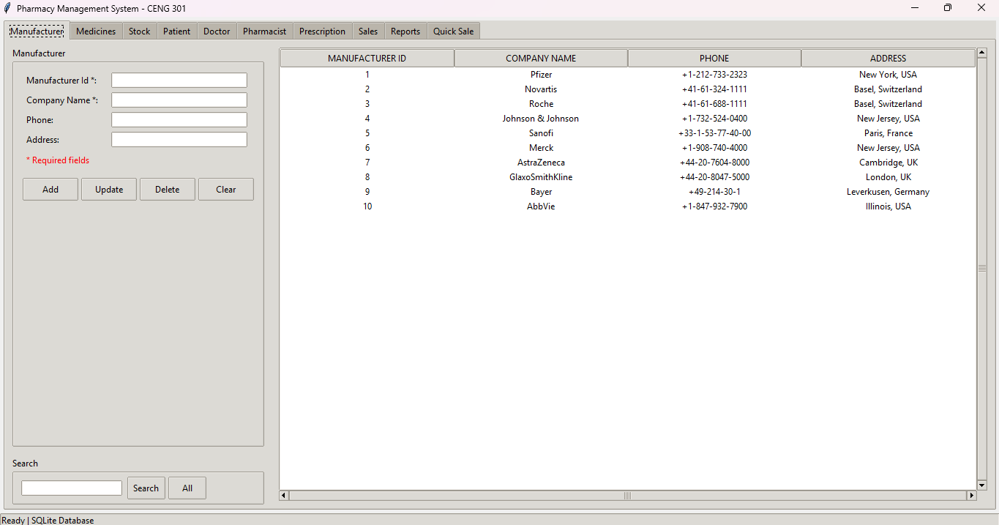 Pharmacy Management System - CENG 301
Manufacturer Medicines Stock Patient Doctor Pharmacist Prescription Sales Reports Quick Sale
Manufacturer
Manufacturer Id *:
Company Name *:
Phone:
Address:
* Required fields
Add Update Delete Clear
Search
Search All
MANUFACTURER ID COMPANY NAME PHONE ADDRESS
1 Pfizer +1-212-733-2323 New York, USA
2 Novartis +41-61-324-1111 Basel, Switzerland
3 Roche +41-61-688-1111 Basel, Switzerland
4 Johnson & Johnson +1-732-524-0400 New Jersey, USA
5 Sanofi +33-1-53-77-40-00 Paris, France
6 Merck +1-908-740-4000 New Jersey, USA
7 AstraZeneca +44-20-7604-8000 Cambridge, UK
8 GlaxoSmithKline +44-20-8047-5000 London, UK
9 Bayer +49-214-30-1 Leverkusen, Germany
10 AbbVie +1-847-932-7900 Illinois, USA
Ready | SQLite Database